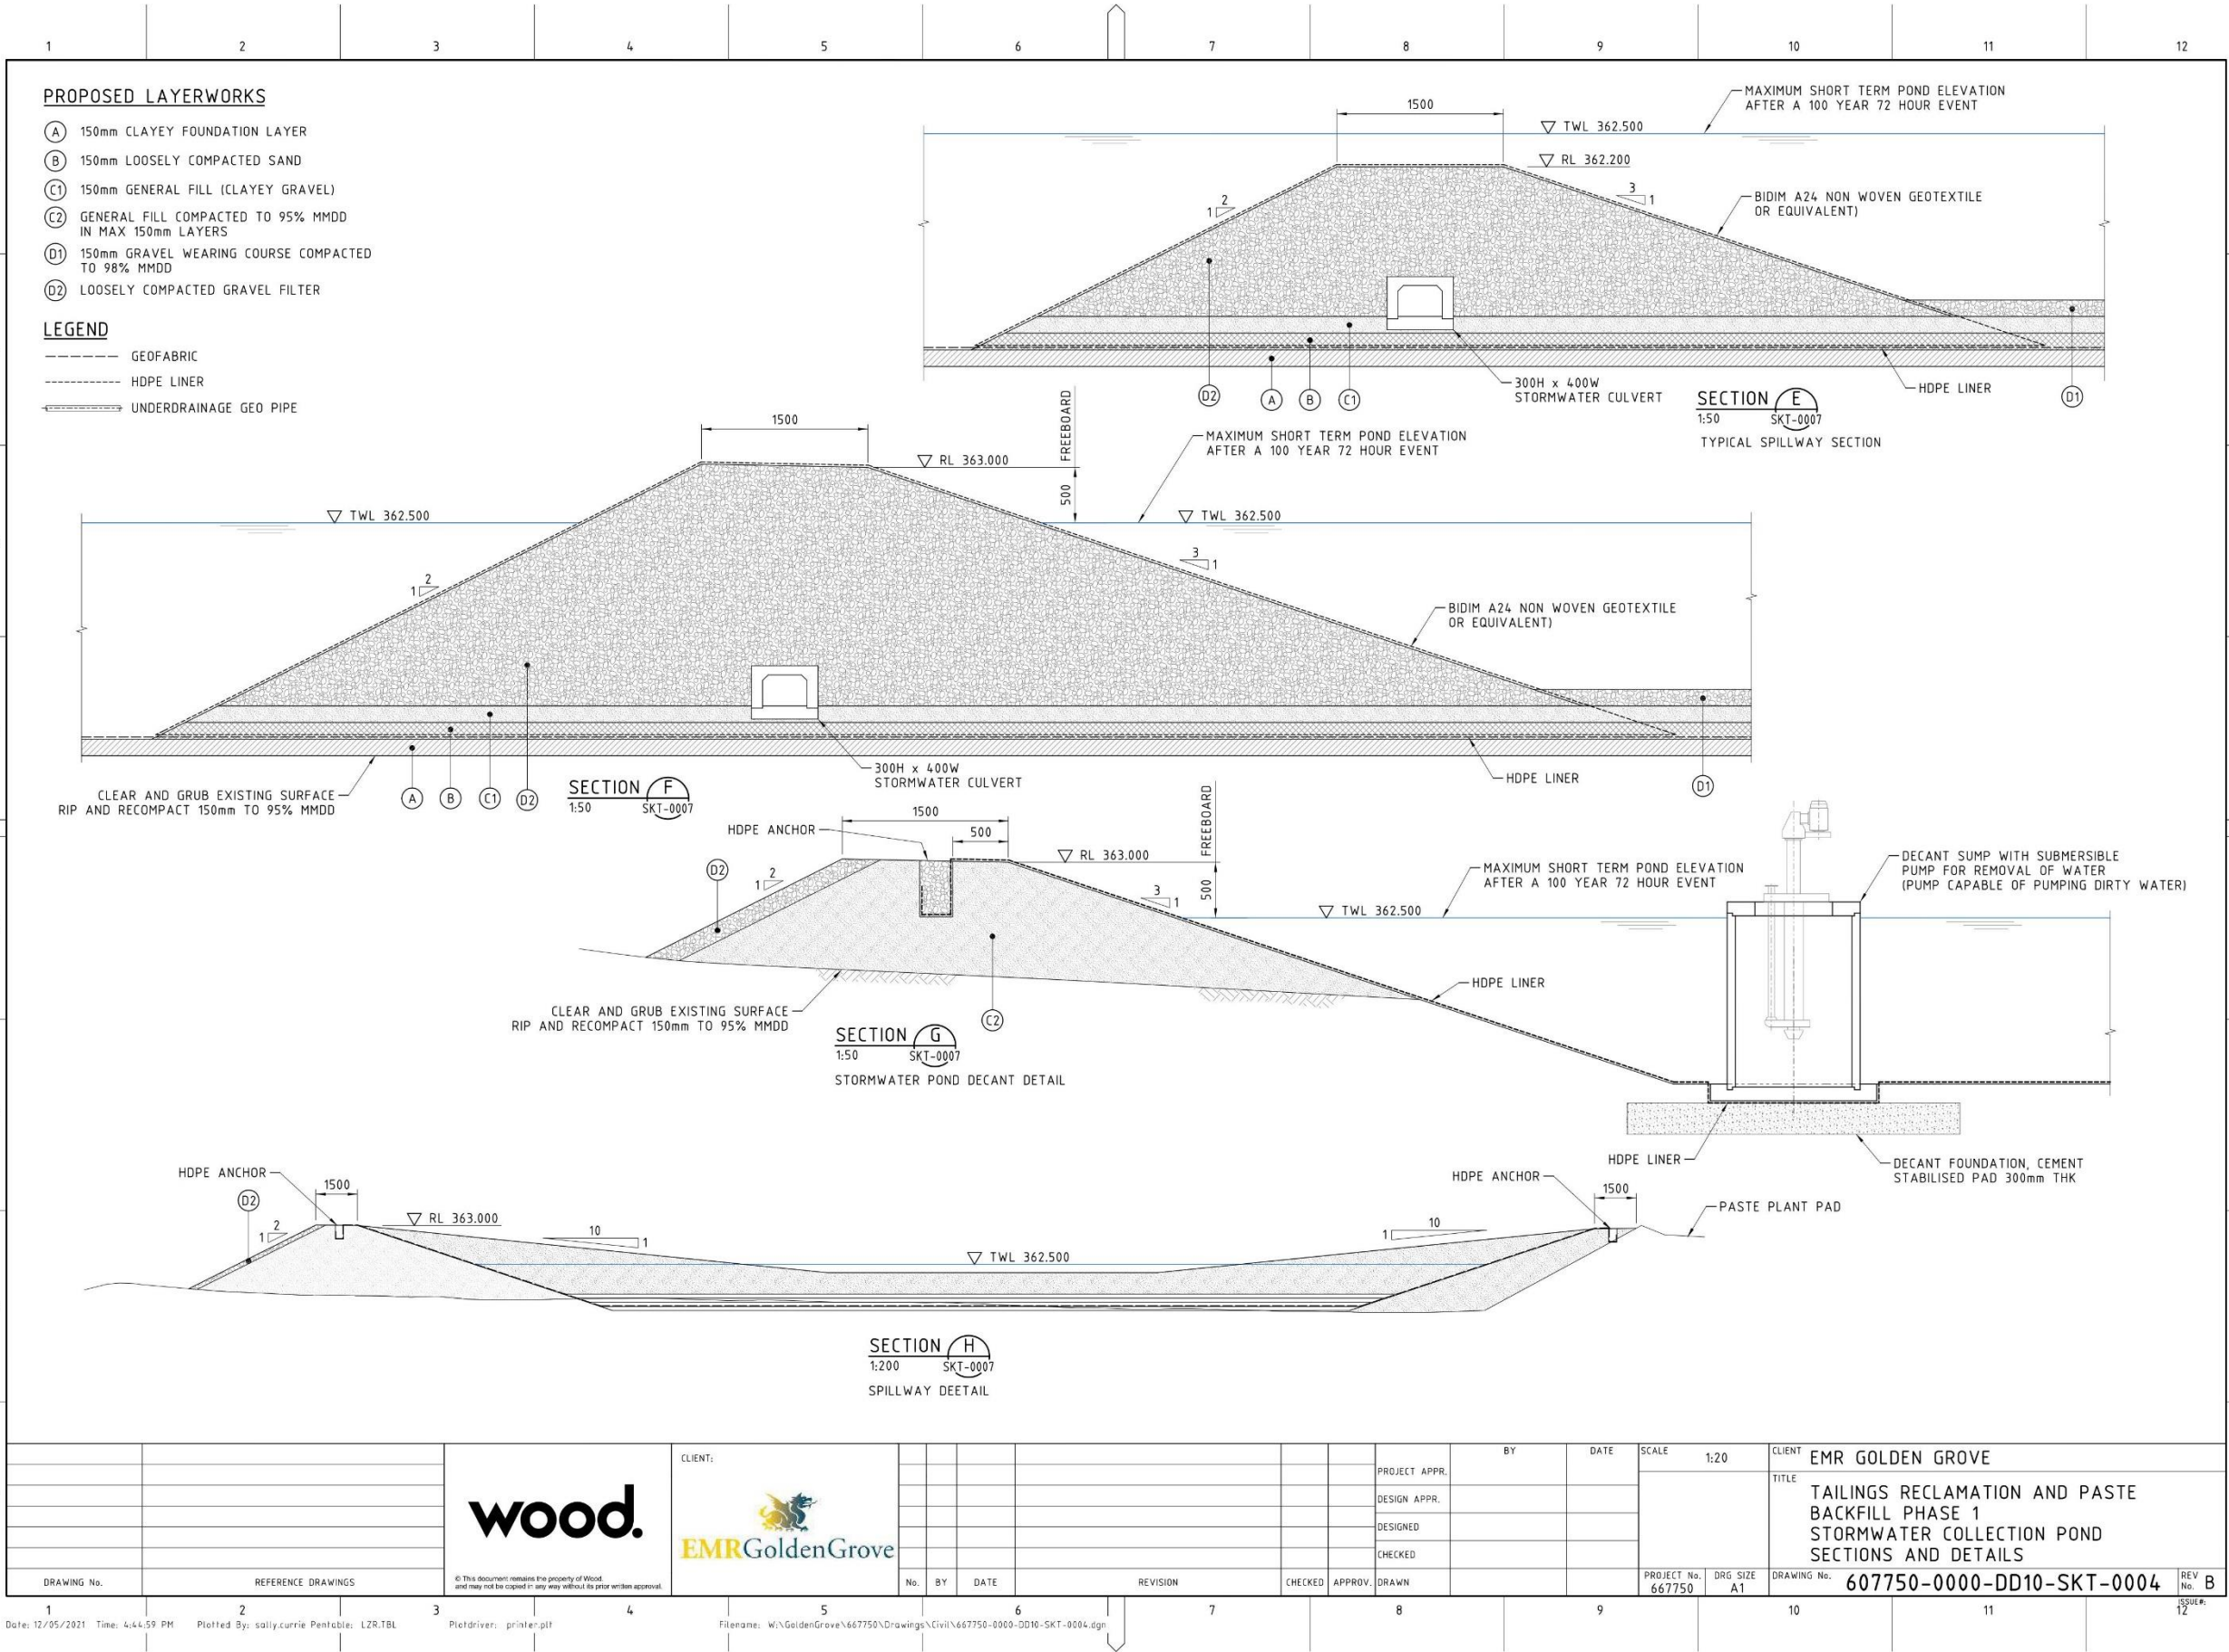 1 2 3 4 5 6 7 8 9 10 11 12
PROPOSED LAYERWORKS
A 150mm CLAYEY FOUNDATION LAYER
B 150mm LOOSELY COMPACTED SAND
C1 150mm GENERAL FILL (CLAYEY GRAVEL)
C2 GENERAL FILL COMPACTED TO 95% MMDD
IN MAX 150mm LAYERS
D1 150mm GRAVEL WEARING COURSE COMPACTED
TO 98% MMDD
D2 LOOSELY COMPACTED GRAVEL FILTER
LEGEND
GEOFABRIC
HDPE LINER
UNDERDRAINAGE GEO PIPE
1500
MAXIMUM SHORT TERM POND ELEVATION
AFTER A 100 YEAR 72 HOUR EVENT
TWL 362.500
RL 362.200
2
1
3
1
BIDIM A24 NON WOVEN GEOTEXTILE
OR EQUIVALENT)
D2
A
B
C1
300H x 400W
STORMWATER CULVERT
HDPE LINER
D1
SECTION E
1:50 SKT-0007
TYPICAL SPILLWAY SECTION
1500
FREEBOARD
500
RL 363.000
MAXIMUM SHORT TERM POND ELEVATION
AFTER A 100 YEAR 72 HOUR EVENT
TWL 362.500
TWL 362.500
2
1
3
1
BIDIM A24 NON WOVEN GEOTEXTILE
OR EQUIVALENT)
CLEAR AND GRUB EXISTING SURFACE
RIP AND RECOMPACT 150mm TO 95% MMDD
A
B
C1
D2
300H x 400W
STORMWATER CULVERT
HDPE LINER
D1
SECTION F
1:50 SKT-0007
HDPE ANCHOR
1500
500
FREEBOARD
500
RL 363.000
D2
2
1
3
1
MAXIMUM SHORT TERM POND ELEVATION
AFTER A 100 YEAR 72 HOUR EVENT
TWL 362.500
DECANT SUMP WITH SUBMERSIBLE
PUMP FOR REMOVAL OF WATER
(PUMP CAPABLE OF PUMPING DIRTY WATER)
HDPE LINER
CLEAR AND GRUB EXISTING SURFACE
RIP AND RECOMPACT 150mm TO 95% MMDD
C2
SECTION G
1:50 SKT-0007
STORMWATER POND DECANT DETAIL
HDPE LINER
DECANT FOUNDATION, CEMENT
STABILISED PAD 300mm THK
HDPE ANCHOR
1500
D2
2
1
RL 363.000
10
1
TWL 362.500
10
1
HDPE ANCHOR
1500
PASTE PLANT PAD
SECTION H
1:200 SKT-0007
SPILLWAY DEETAIL
DRAWING No. REFERENCE DRAWINGS
wood.
© This document remains the property of Wood.
and may not be copied in any way without its prior written approval.
CLIENT:
EMRGoldenGrove
No. BY DATE REVISION CHECKED APPROV.
BY DATE
PROJECT APPR.
DESIGN APPR.
DESIGNED
CHECKED
DRAWN
SCALE 1:20
CLIENT EMR GOLDEN GROVE
TITLE
TAILINGS RECLAMATION AND PASTE
BACKFILL PHASE 1
STORMWATER COLLECTION POND
SECTIONS AND DETAILS
PROJECT No. 667750
DRG SIZE A1
DRAWING No. 607750-0000-DD10-SKT-0004
REV No. B
ISSUE#:
1 2 3 4 5 6 7 8 9 10 11 12
Date: 12/05/2021 Time: 4:44:59 PM Plotted By: sally.currie Pentable: LZR.TBL Plotdriver: printer.plt Filename: W:\GoldenGrove\667750\Drawings\Civil\667750-0000-DD10-SKT-0004.dgn